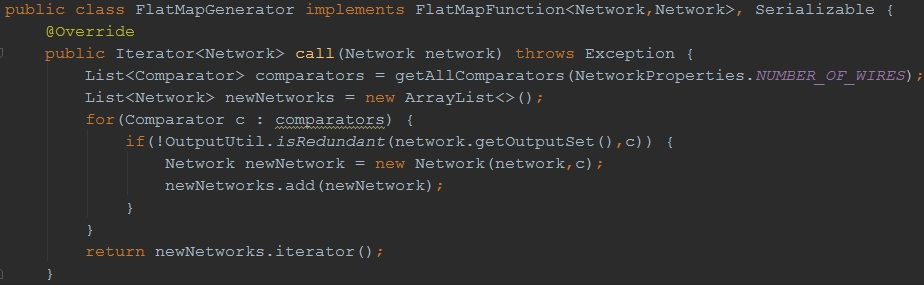 public class FlatMapGenerator implements FlatMapFunction<Network,Network>, Serializable {
@Override
public Iterator<Network> call(Network network) throws Exception {
List<Comparator> comparators = getAllComparators(NetworkProperties.NUMBER_OF_WIRES);
List<Network> newNetworks = new ArrayList<>();
for(Comparator c : comparators) {
if(!OutputUtil.isRedundant(network.getOutputSet(),c)) {
Network newNetwork = new Network(network,c);
newNetworks.add(newNetwork);
}
}
return newNetworks.iterator();
}